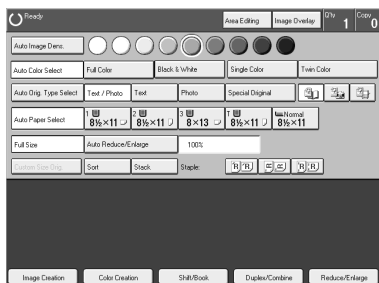 Ready Area Editing Image Overlay Q'ty 1 Copy 0
Auto Image Dens.
Auto Color Select Full Color Black & White Single Color Twin Color
Auto Orig. Type Select Text / Photo Text Photo Special Original
Auto Paper Select 1 8½×11 2 8½×11 3 8×13 T 8½×11 Normal 8½×11
Full Size Auto Reduce/Enlarge 100%
Custom Size Orig. Sort Stack Staple:
Image Creation Color Creation Shift/Book Duplex/Combine Reduce/Enlarge